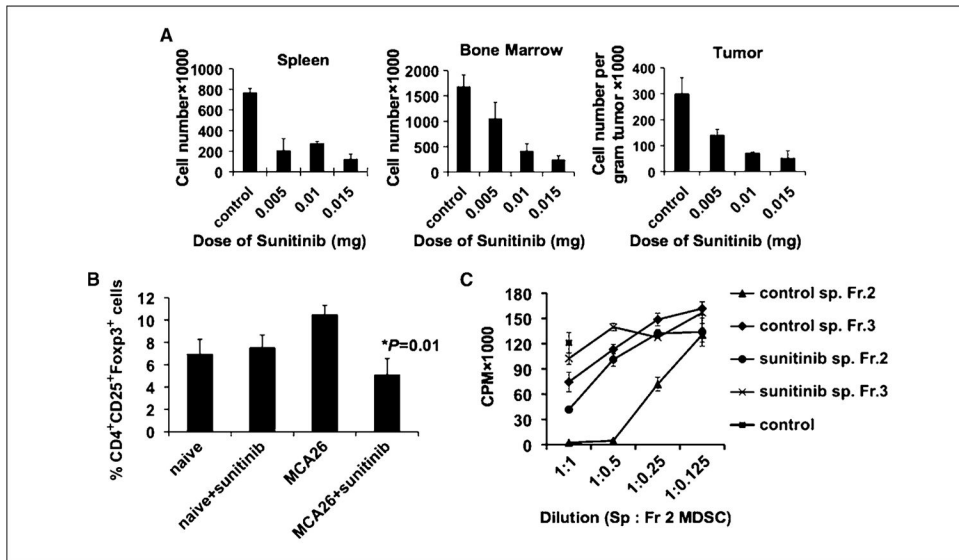 A
Spleen
Cell number×1000
1000
800
600
400
200
0
control
0.005
0.01
0.015
Dose of Sunitinib (mg)
Bone Marrow
Cell number×1000
2000
1500
1000
500
0
control
0.005
0.01
0.015
Dose of Sunitinib (mg)
Tumor
Cell number per
gram tumor ×1000
400
300
200
100
0
control
0.005
0.01
0.015
Dose of Sunitinib (mg)
B
% CD4⁺CD25⁺Foxp3⁺ cells
12
10
8
6
4
2
0
*P=0.01
naive
naive+sunitinib
MCA26
MCA26+sunitinib
C
CPM×1000
180
150
120
90
60
30
0
1:1
1:0.5
1:0.25
1:0.125
Dilution (Sp : Fr 2 MDSC)
control sp. Fr.2
control sp. Fr.3
sunitinib sp. Fr.2
sunitinib sp. Fr.3
control